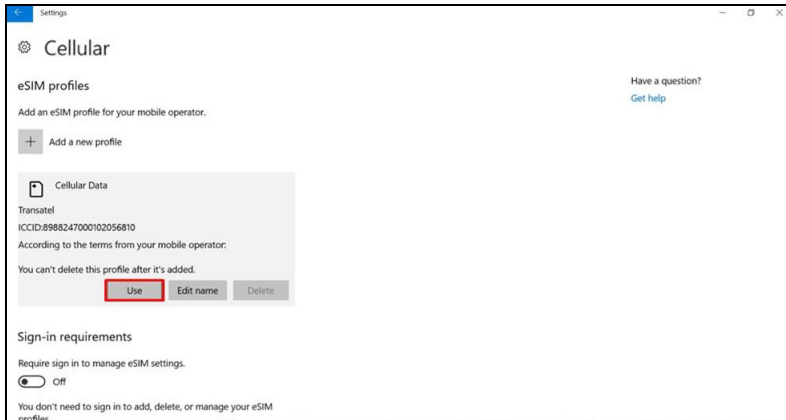 Settings
Cellular
eSIM profiles
Have a question?
Add an eSIM profile for your mobile operator.
Get help
Add a new profile
Cellular Data
Transatel
ICCID:8988247000102056810
According to the terms from your mobile operator:
You can't delete this profile after it's added.
Use Edit name Delete
Sign-in requirements
Require sign in to manage eSIM settings.
Off
You don't need to sign in to add, delete, or manage your eSIM
profiles.